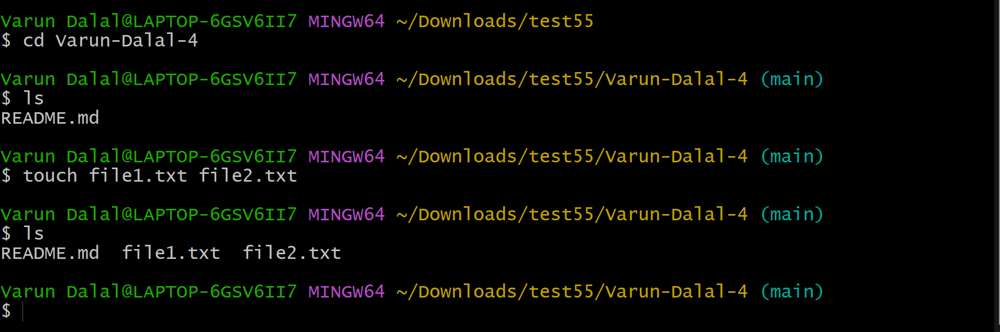 Varun Dalal@LAPTOP-6GSV6II7 MINGW64 ~/Downloads/test55
$ cd Varun-Dalal-4
Varun Dalal@LAPTOP-6GSV6II7 MINGW64 ~/Downloads/test55/Varun-Dalal-4 (main)
$ ls
README.md
Varun Dalal@LAPTOP-6GSV6II7 MINGW64 ~/Downloads/test55/Varun-Dalal-4 (main)
$ touch file1.txt file2.txt
Varun Dalal@LAPTOP-6GSV6II7 MINGW64 ~/Downloads/test55/Varun-Dalal-4 (main)
$ ls
README.md  file1.txt  file2.txt
Varun Dalal@LAPTOP-6GSV6II7 MINGW64 ~/Downloads/test55/Varun-Dalal-4 (main)
$